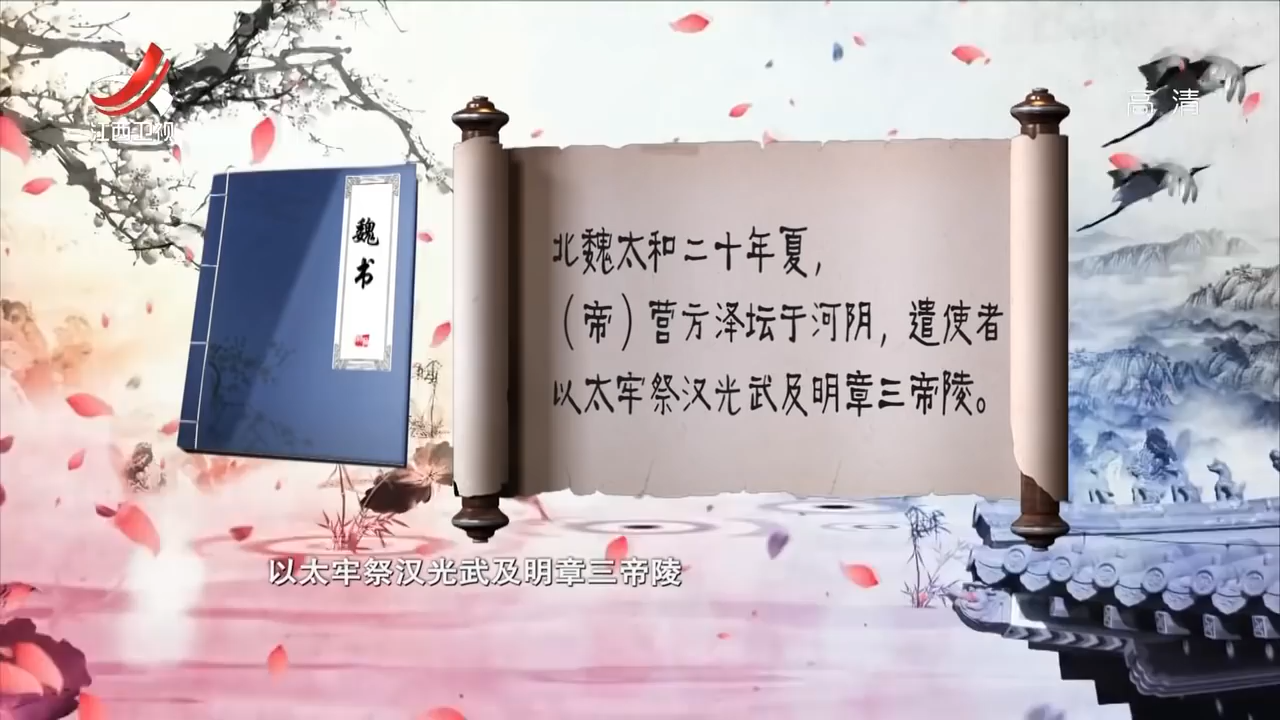 江西卫视
高清
魏书
北魏太和二十年夏，
（帝）营方泽坛于河阴，遣使者
以太牢祭汉光武及明章三帝陵。
以太牢祭汉光武及明章三帝陵